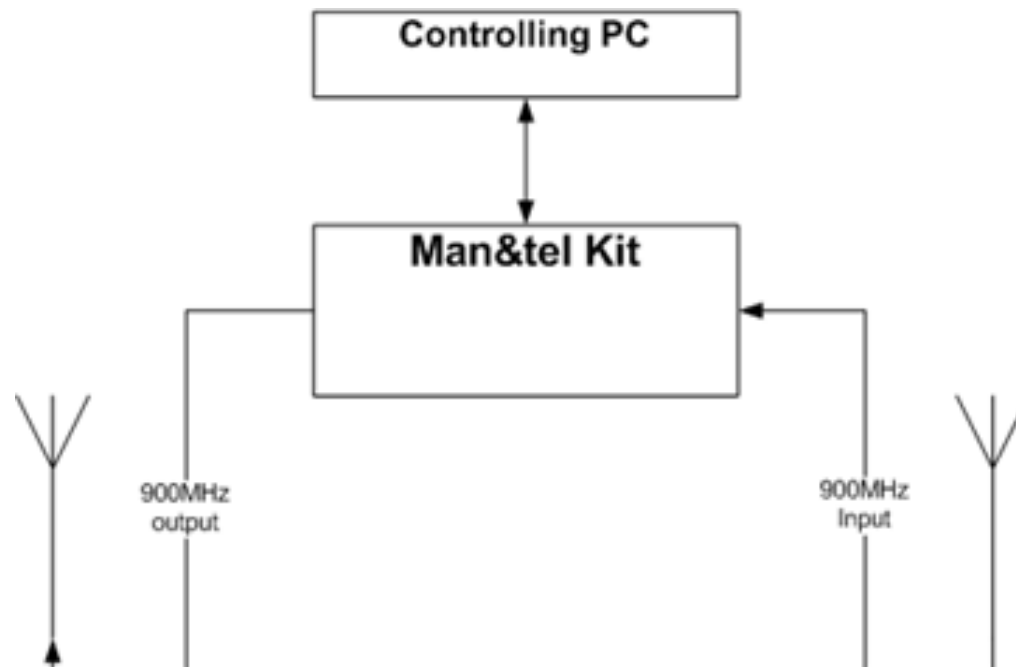 Controlling PC
Man&tel Kit
900MHz
output
900MHz
Input